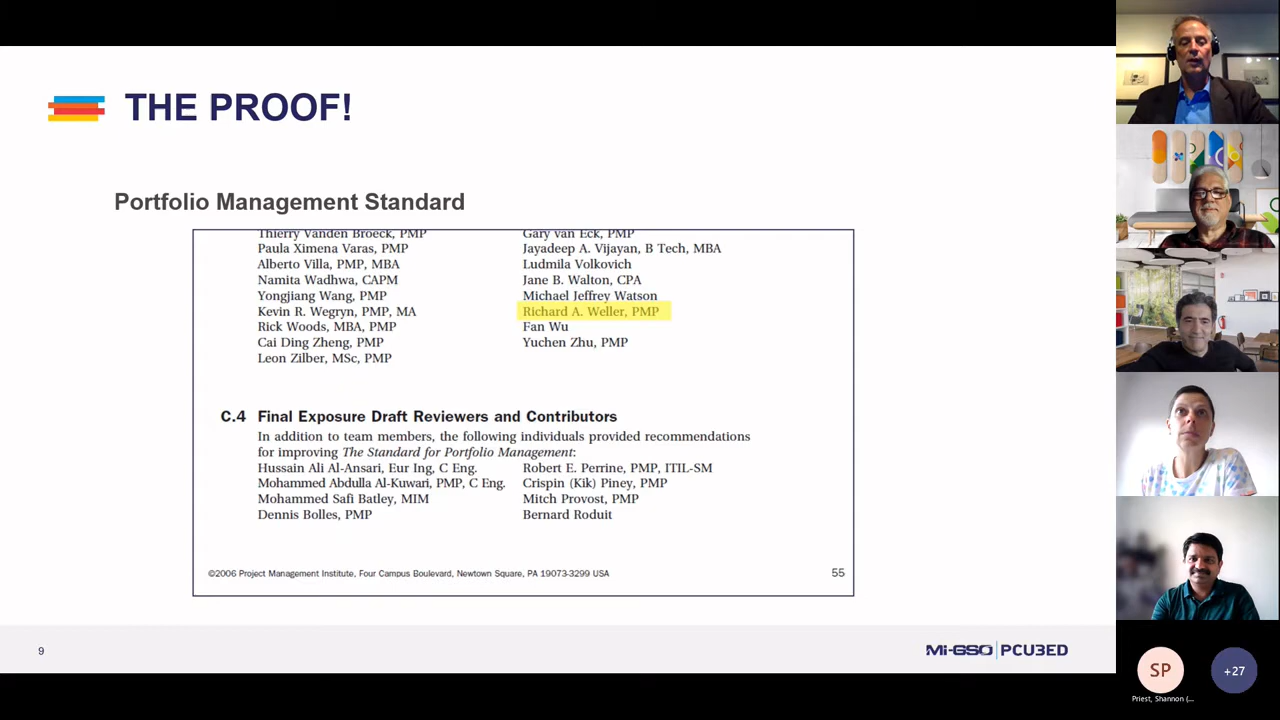 THE PROOF!
Portfolio Management Standard
Thierry Vanden Broeck, PMP
Paula Ximena Varas, PMP
Alberto Villa, PMP, MBA
Namita Wadhwa, CAPM
Yongjiang Wang, PMP
Kevin R. Wegryn, PMP, MA
Rick Woods, MBA, PMP
Cai Ding Zheng, PMP
Leon Zilber, MSc, PMP
Gary van Eck, PMP
Jayadeep A. Vijayan, B Tech, MBA
Ludmila Volkovich
Jane B. Walton, CPA
Michael Jeffrey Watson
Richard A. Weller, PMP
Fan Wu
Yuchen Zhu, PMP
C.4 Final Exposure Draft Reviewers and Contributors
In addition to team members, the following individuals provided recommendations
for improving The Standard for Portfolio Management:
Hussain Ali Al-Ansari, Eur Ing, C Eng.
Mohammed Abdulla Al-Kuwari, PMP, C Eng.
Mohammed Safi Batley, MIM
Dennis Bolles, PMP
Robert E. Perrine, PMP, ITIL-SM
Crispin (Kik) Piney, PMP
Mitch Provost, PMP
Bernard Roduit
©2006 Project Management Institute, Four Campus Boulevard, Newtown Square, PA 19073-3299 USA
55
9
Mi-GSO | PCU3ED
SP
Priest, Shannon (...
+27